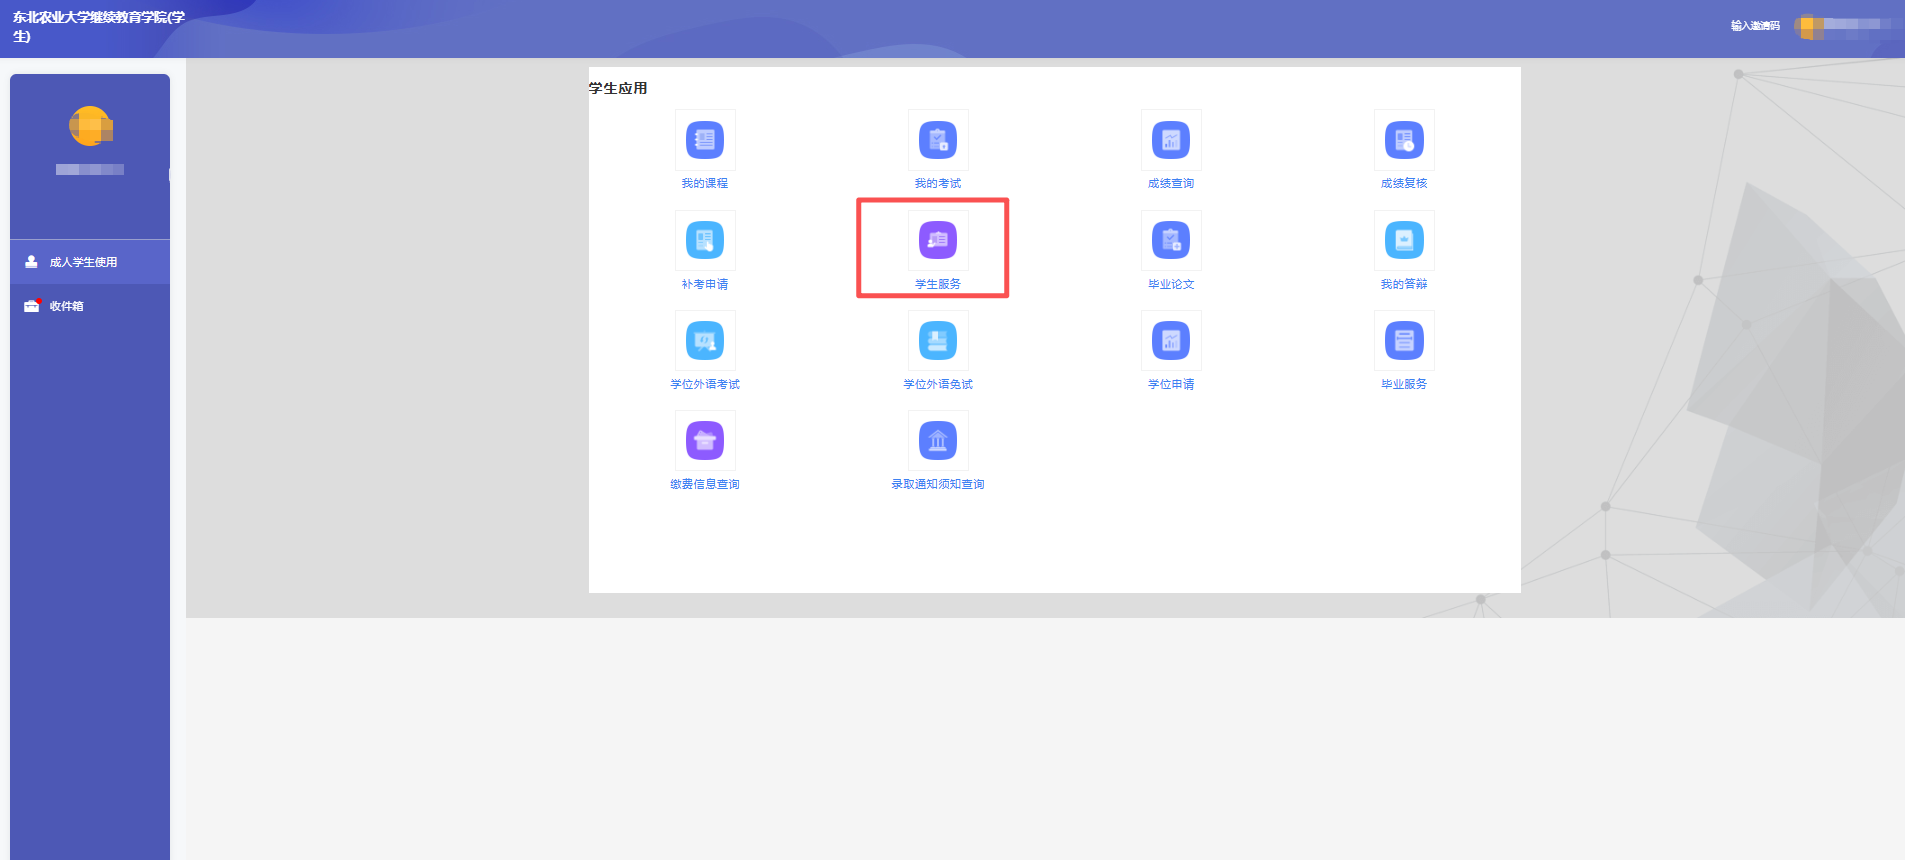 东北农业大学继续教育学院(学
生)
输入邀请码
成人学生使用
收件箱
学生应用
我的课程
我的考试
成绩查询
成绩复核
补考申请
学生服务
毕业论文
我的答辩
学位外语考试
学位外语免试
学位申请
毕业服务
缴费信息查询
录取通知须知查询